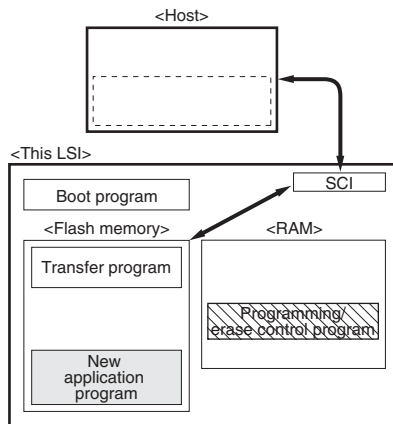 <Host>
<This LSI>
SCI
Boot program
<Flash memory>
<RAM>
Transfer program
Programming/
erase control program
New
application
program